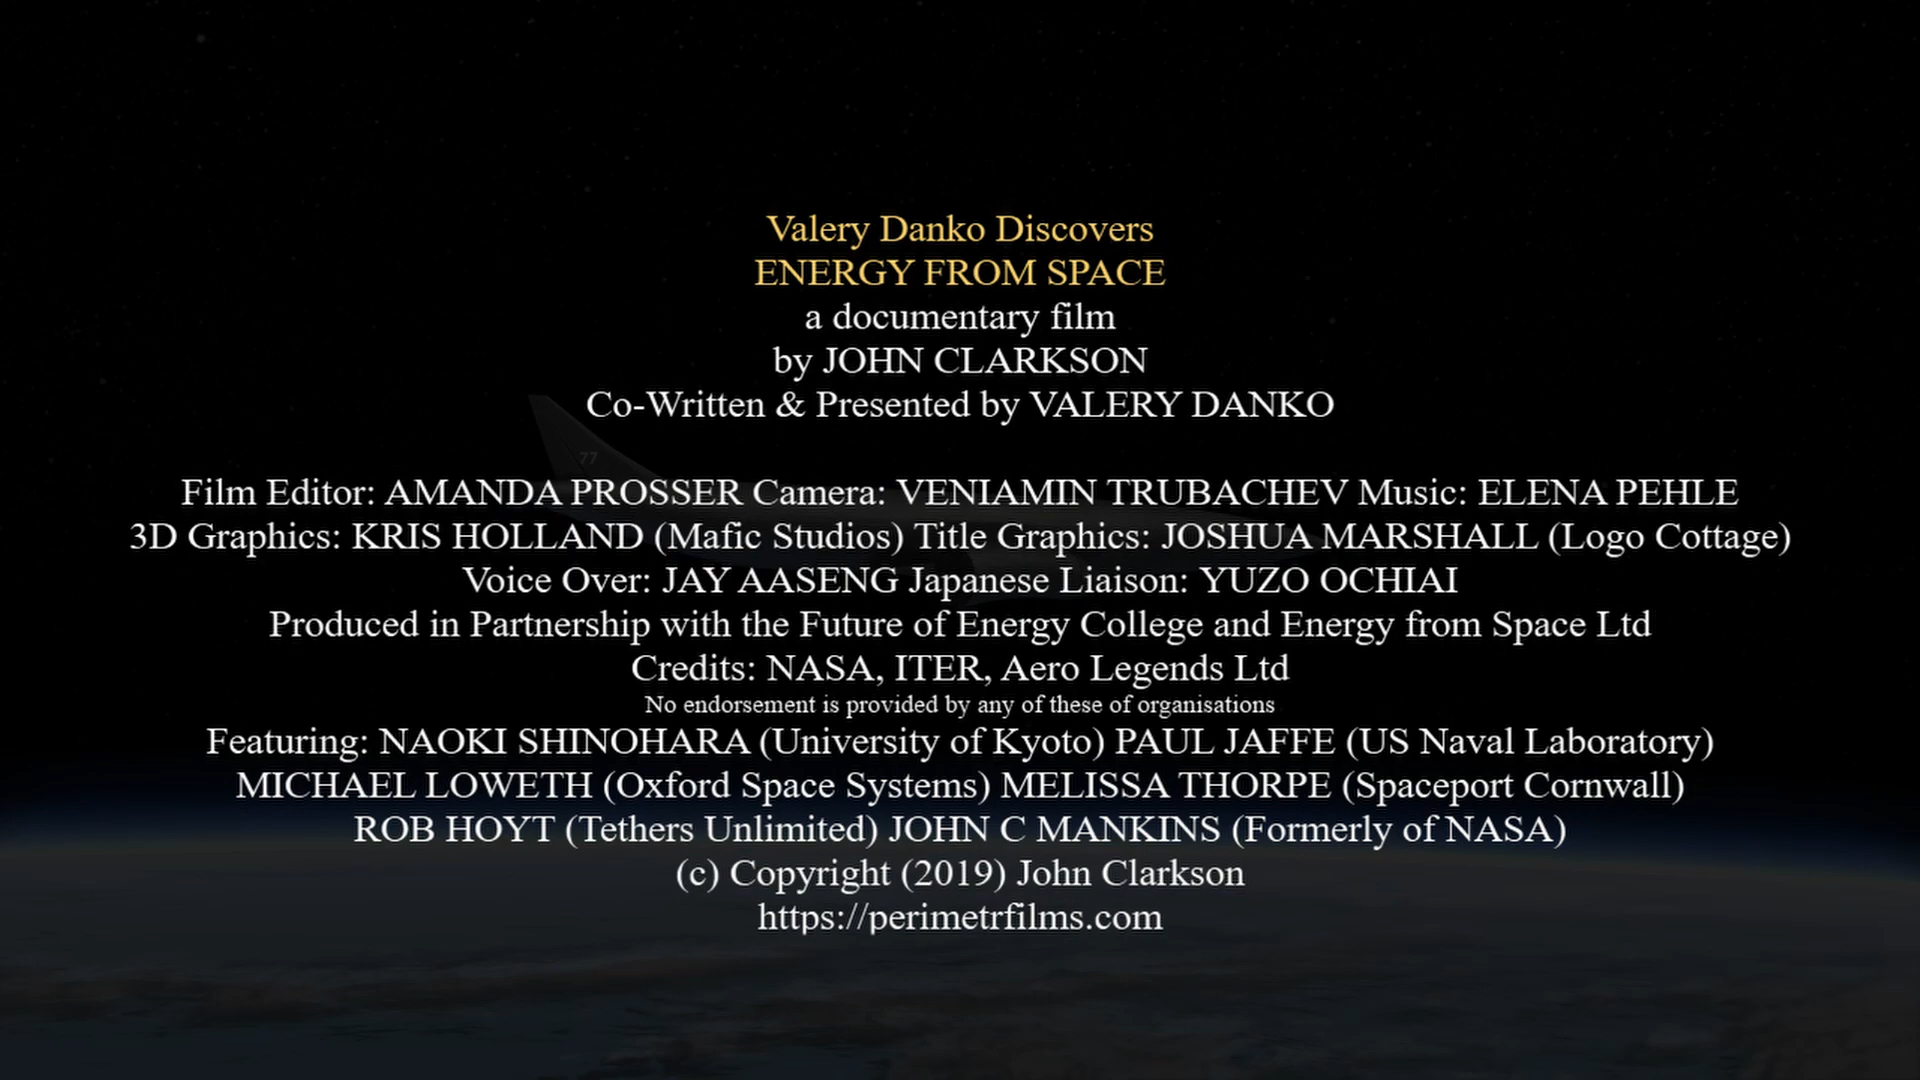 Valery Danko Discovers
ENERGY FROM SPACE
a documentary film
by JOHN CLARKSON
Co-Written & Presented by VALERY DANKO
77
Film Editor: AMANDA PROSSER Camera: VENIAMIN TRUBACHEV Music: ELENA PEHLE
3D Graphics: KRIS HOLLAND (Mafic Studios) Title Graphics: JOSHUA MARSHALL (Logo Cottage)
Voice Over: JAY AASENG Japanese Liaison: YUZO OCHIAI
Produced in Partnership with the Future of Energy College and Energy from Space Ltd
Credits: NASA, ITER, Aero Legends Ltd
No endorsement is provided by any of these of organisations
Featuring: NAOKI SHINOHARA (University of Kyoto) PAUL JAFFE (US Naval Laboratory)
MICHAEL LOWETH (Oxford Space Systems) MELISSA THORPE (Spaceport Cornwall)
ROB HOYT (Tethers Unlimited) JOHN C MANKINS (Formerly of NASA)
(c) Copyright (2019) John Clarkson
https://perimetrfilms.com